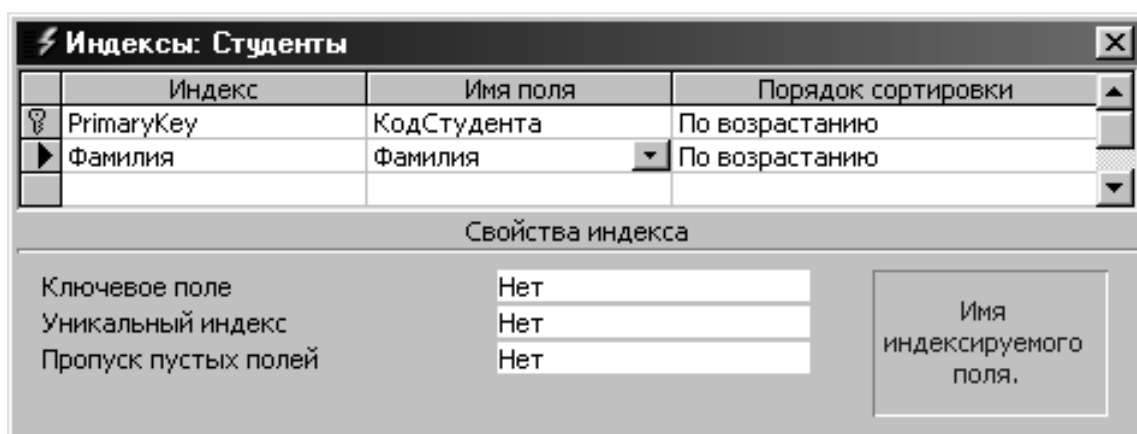 Индексы: Студенты
Индекс Имя поля Порядок сортировки
PrimaryKey КодСтудента По возрастанию
Фамилия Фамилия По возрастанию
Свойства индекса
Ключевое поле Нет
Уникальный индекс Нет
Пропуск пустых полей Нет
Имя
индексируемого
поля.